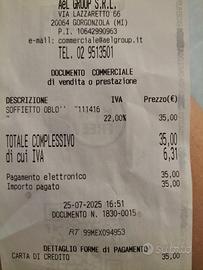 AeL GROUP S.R.L.
VIA LAZZARETTO 66
20064 GORGONZOLA (MI)
P.I. 10642990963
e-mail: commerciale@aelgroup.it
TEL. 02 9513501
DOCUMENTO COMMERCIALE
di vendita o prestazione
DESCRIZIONE IVA Prezzo(€)
SOFFIETTO OBLO' "111416
" 22,00% 35,00
TOTALE COMPLESSIVO 35,00
di cui IVA 6,31
Pagamento elettronico 35,00
Importo pagato 35,00
25-07-2025 16:51
DOCUMENTO N. 1830-0015
RT 99MEX094953
DETTAGLIO FORME di PAGAMENTO
CARTA DI CREDITO 35,00
subito